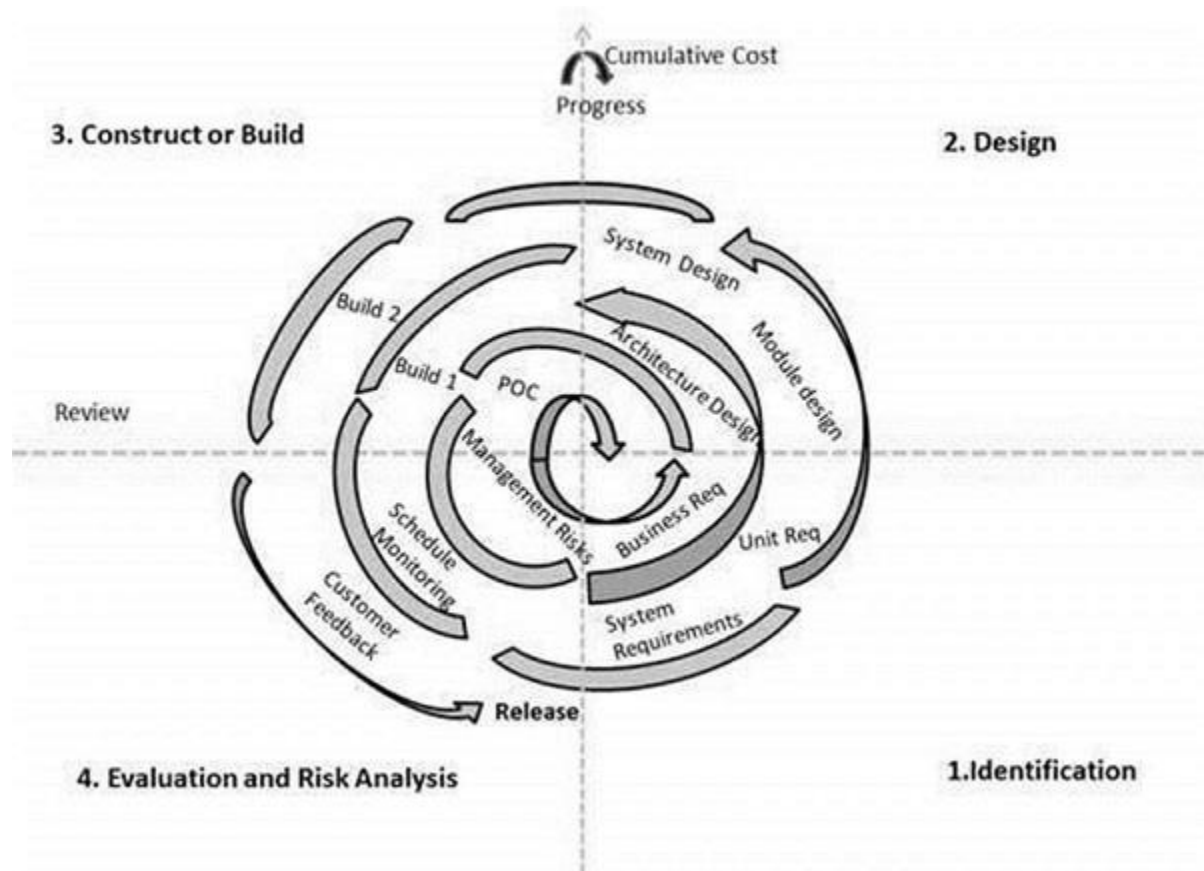 Cumulative Cost
Progress
3. Construct or Build
2. Design
System Design
Build 2
Module design
Architecture Design
Build 1
POC
Review
Management Risks
Business Req
Unit Req
Schedule
Monitoring
Customer
Feedback
System
Requirements
Release
4. Evaluation and Risk Analysis
1.Identification